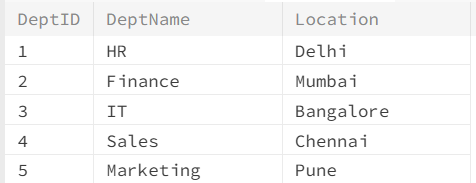 DeptID DeptName Location
1 HR Delhi
2 Finance Mumbai
3 IT Bangalore
4 Sales Chennai
5 Marketing Pune